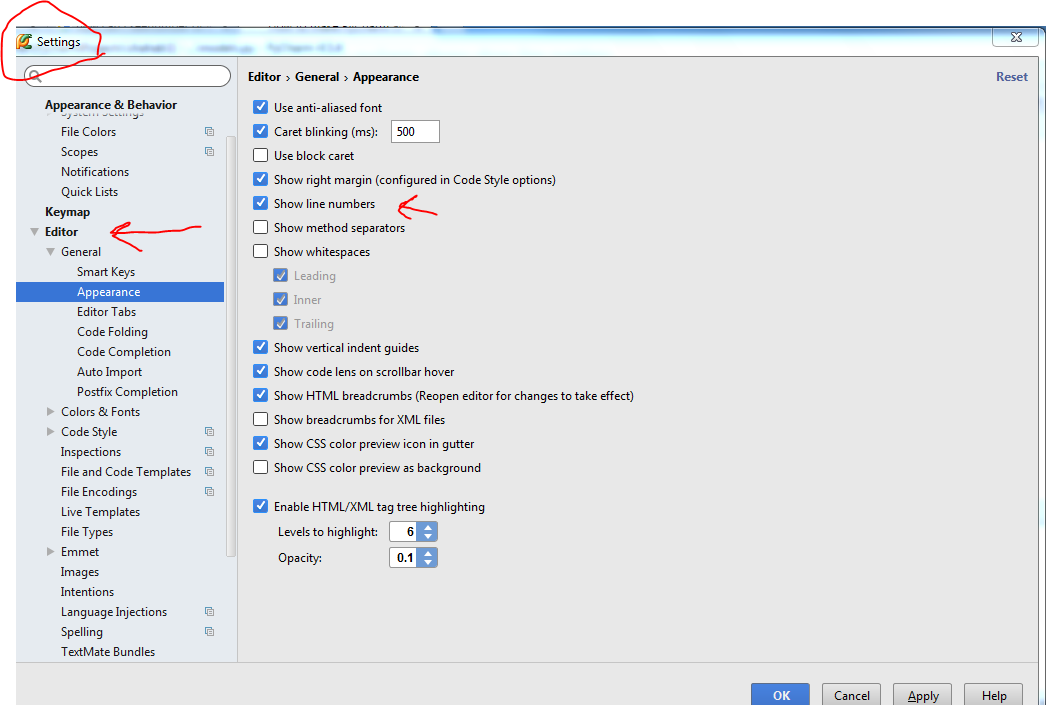 Settings
Editor › General › Appearance
Reset
Appearance & Behavior
System Settings
File Colors
Scopes
Notifications
Quick Lists
Keymap
Editor
General
Smart Keys
Appearance
Editor Tabs
Code Folding
Code Completion
Auto Import
Postfix Completion
Colors & Fonts
Code Style
Inspections
File and Code Templates
File Encodings
Live Templates
File Types
Emmet
Images
Intentions
Language Injections
Spelling
TextMate Bundles
Use anti-aliased font
Caret blinking (ms): 500
Use block caret
Show right margin (configured in Code Style options)
Show line numbers
Show method separators
Show whitespaces
Leading
Inner
Trailing
Show vertical indent guides
Show code lens on scrollbar hover
Show HTML breadcrumbs (Reopen editor for changes to take effect)
Show breadcrumbs for XML files
Show CSS color preview icon in gutter
Show CSS color preview as background
Enable HTML/XML tag tree highlighting
Levels to highlight: 6
Opacity: 0.1
OK
Cancel
Apply
Help